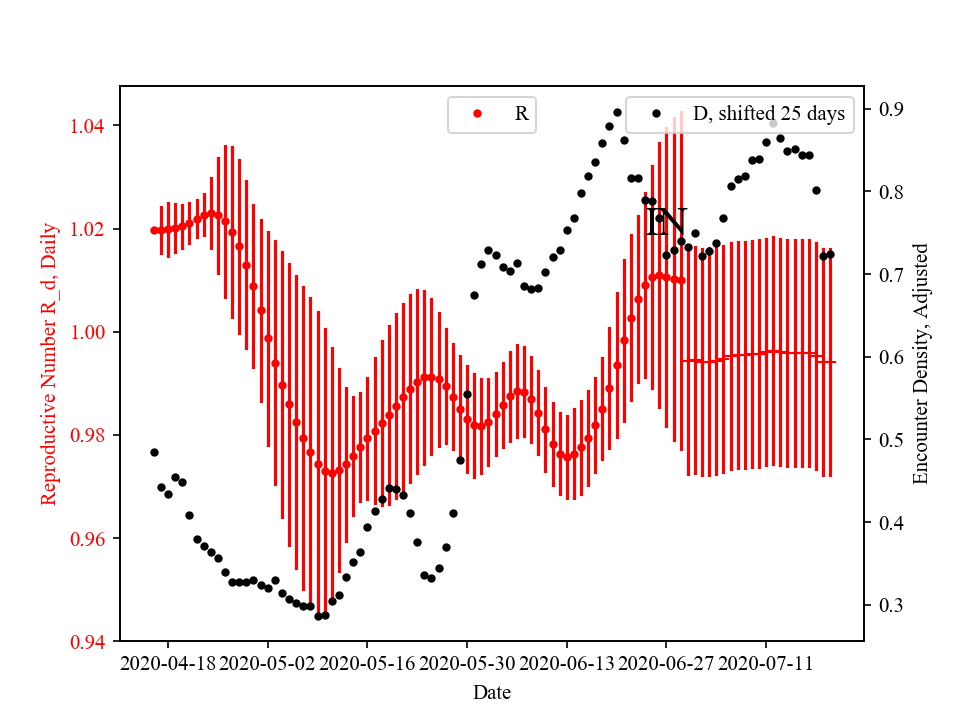 R
D, shifted 25 days
IN
Reproductive Number R_d, Daily
1.04
1.02
1.00
0.98
0.96
0.94
0.9
0.8
0.7
0.6
0.5
0.4
0.3
Encounter Density, Adjusted
2020-04-18 2020-05-02 2020-05-16 2020-05-30 2020-06-13 2020-06-27 2020-07-11
Date